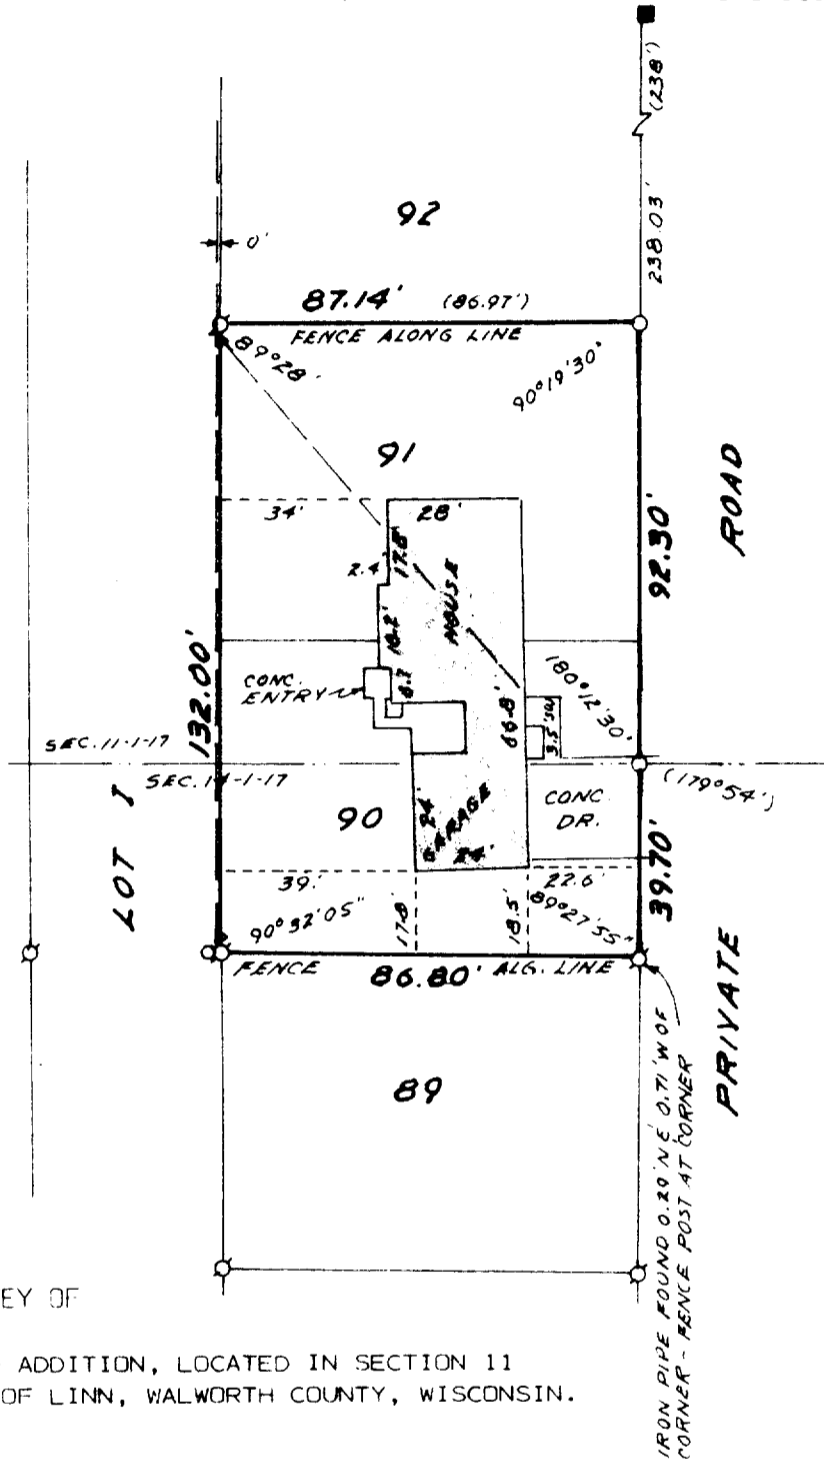 (238')
238.03'
92
0'
87.14' (86.97')
FENCE ALONG LINE
89°28'
90°19'30"
91
ROAD
34'
28'
17.8'
2.4'
HOUSE
92.30'
132.00'
CONC.
ENTRY
66.8'
180°12'30"
3.5'
SEC. 11-1-17
SEC. 14-1-17
(179°54')
LOT I
90
24'
GARAGE
24'
CONC
DR.
39.70'
39.'
22.6'
90°32'05"
17.8'
18.5'
89°27'55"
FENCE 86.80' ALG. LINE
PRIVATE
89
IRON PIPE FOUND 0.20'N & 0.71'W OF
CORNER - FENCE POST AT CORNER
EY OF
ADDITION, LOCATED IN SECTION 11
OF LINN, WALWORTH COUNTY, WISCONSIN.